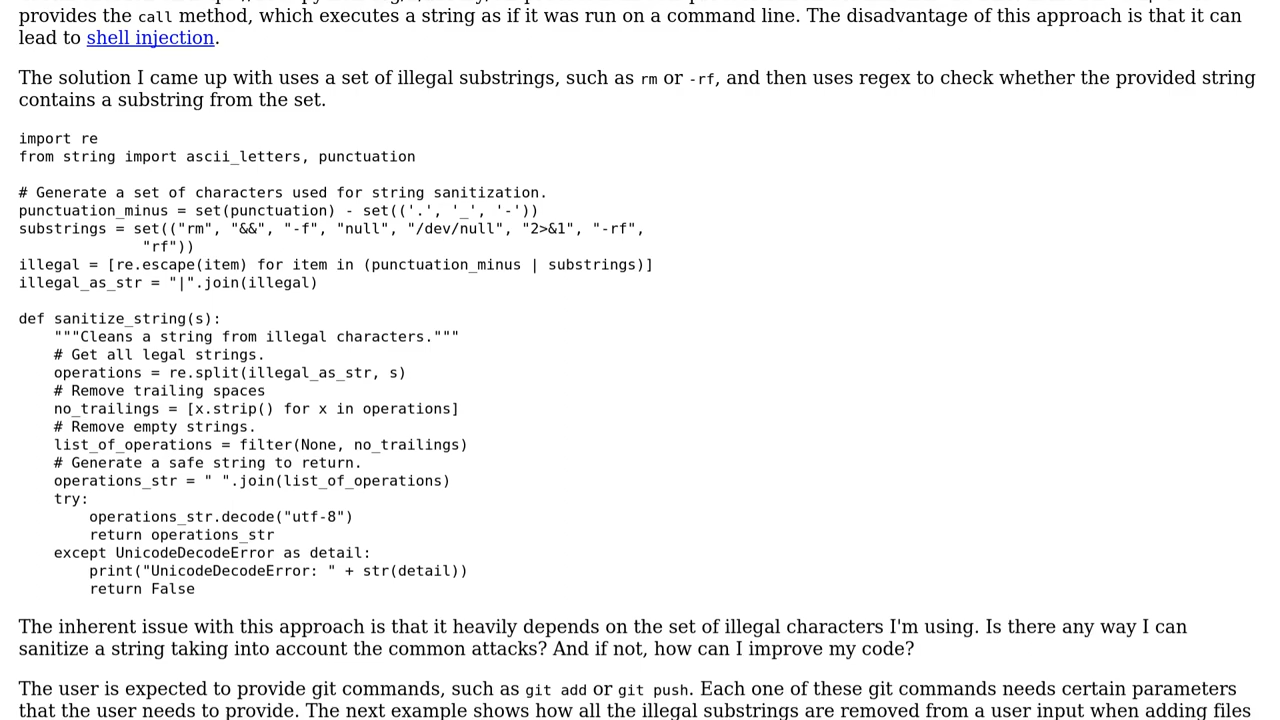 provides the call method, which executes a string as if it was run on a command line. The disadvantage of this approach is that it can
lead to shell injection.
The solution I came up with uses a set of illegal substrings, such as rm or -rf, and then uses regex to check whether the provided string
contains a substring from the set.
import re
from string import ascii_letters, punctuation
# Generate a set of characters used for string sanitization.
punctuation_minus = set(punctuation) - set(('.', '_', '-'))
substrings = set(("rm", "&&", "-f", "null", "/dev/null", "2>&1", "-rf",
              "rf"))
illegal = [re.escape(item) for item in (punctuation_minus | substrings)]
illegal_as_str = "|".join(illegal)
def sanitize_string(s):
    """Cleans a string from illegal characters."""
    # Get all legal strings.
    operations = re.split(illegal_as_str, s)
    # Remove trailing spaces
    no_trailings = [x.strip() for x in operations]
    # Remove empty strings.
    list_of_operations = filter(None, no_trailings)
    # Generate a safe string to return.
    operations_str = " ".join(list_of_operations)
    try:
        operations_str.decode("utf-8")
        return operations_str
    except UnicodeDecodeError as detail:
        print("UnicodeDecodeError: " + str(detail))
        return False
The inherent issue with this approach is that it heavily depends on the set of illegal characters I'm using. Is there any way I can
sanitize a string taking into account the common attacks? And if not, how can I improve my code?
The user is expected to provide git commands, such as git add or git push. Each one of these git commands needs certain parameters
that the user needs to provide. The next example shows how all the illegal substrings are removed from a user input when adding files